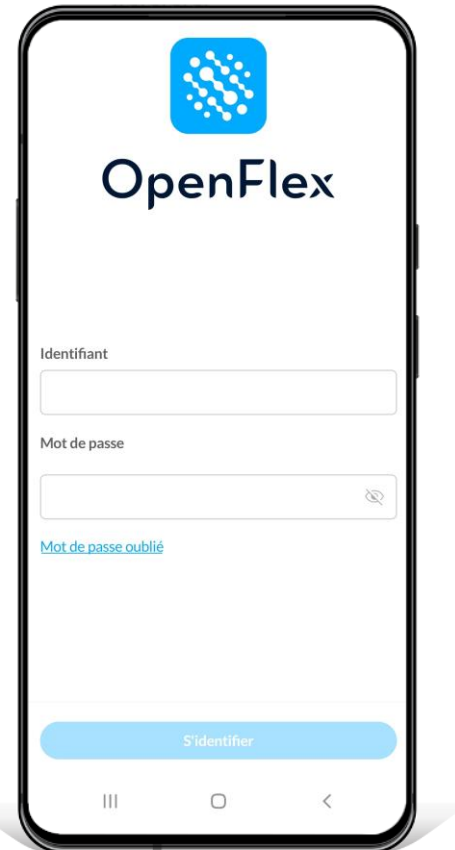 OpenFlex
Identifiant
Mot de passe
Mot de passe oublié
S'identifier